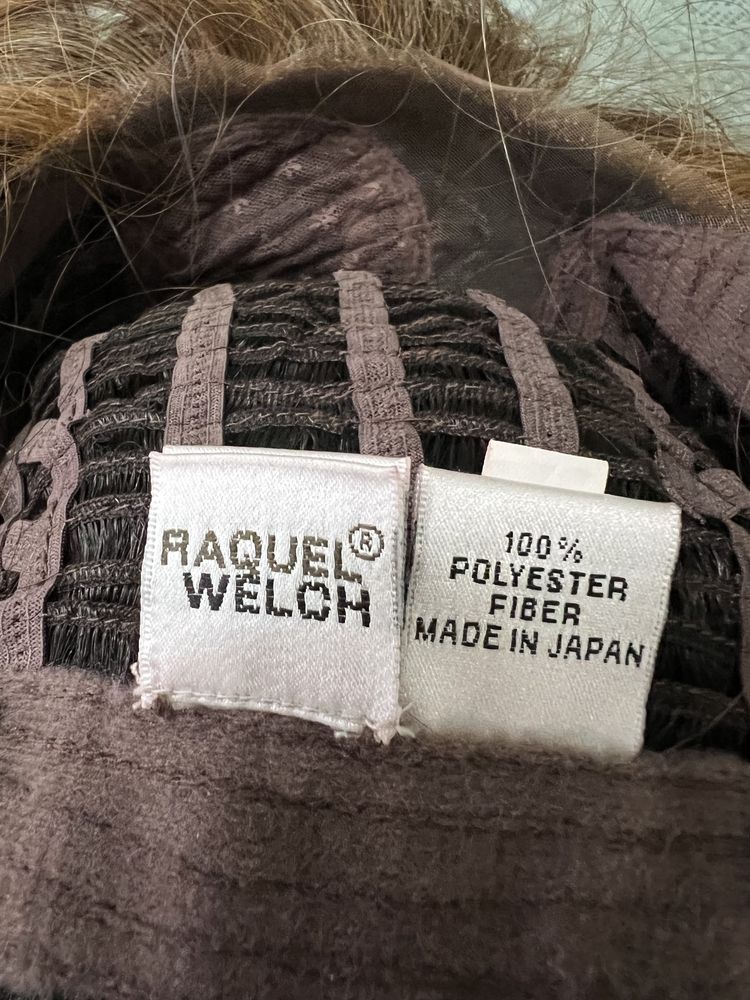 RAQUEL®
WELCH
100%
POLYESTER
FIBER
MADE IN JAPAN